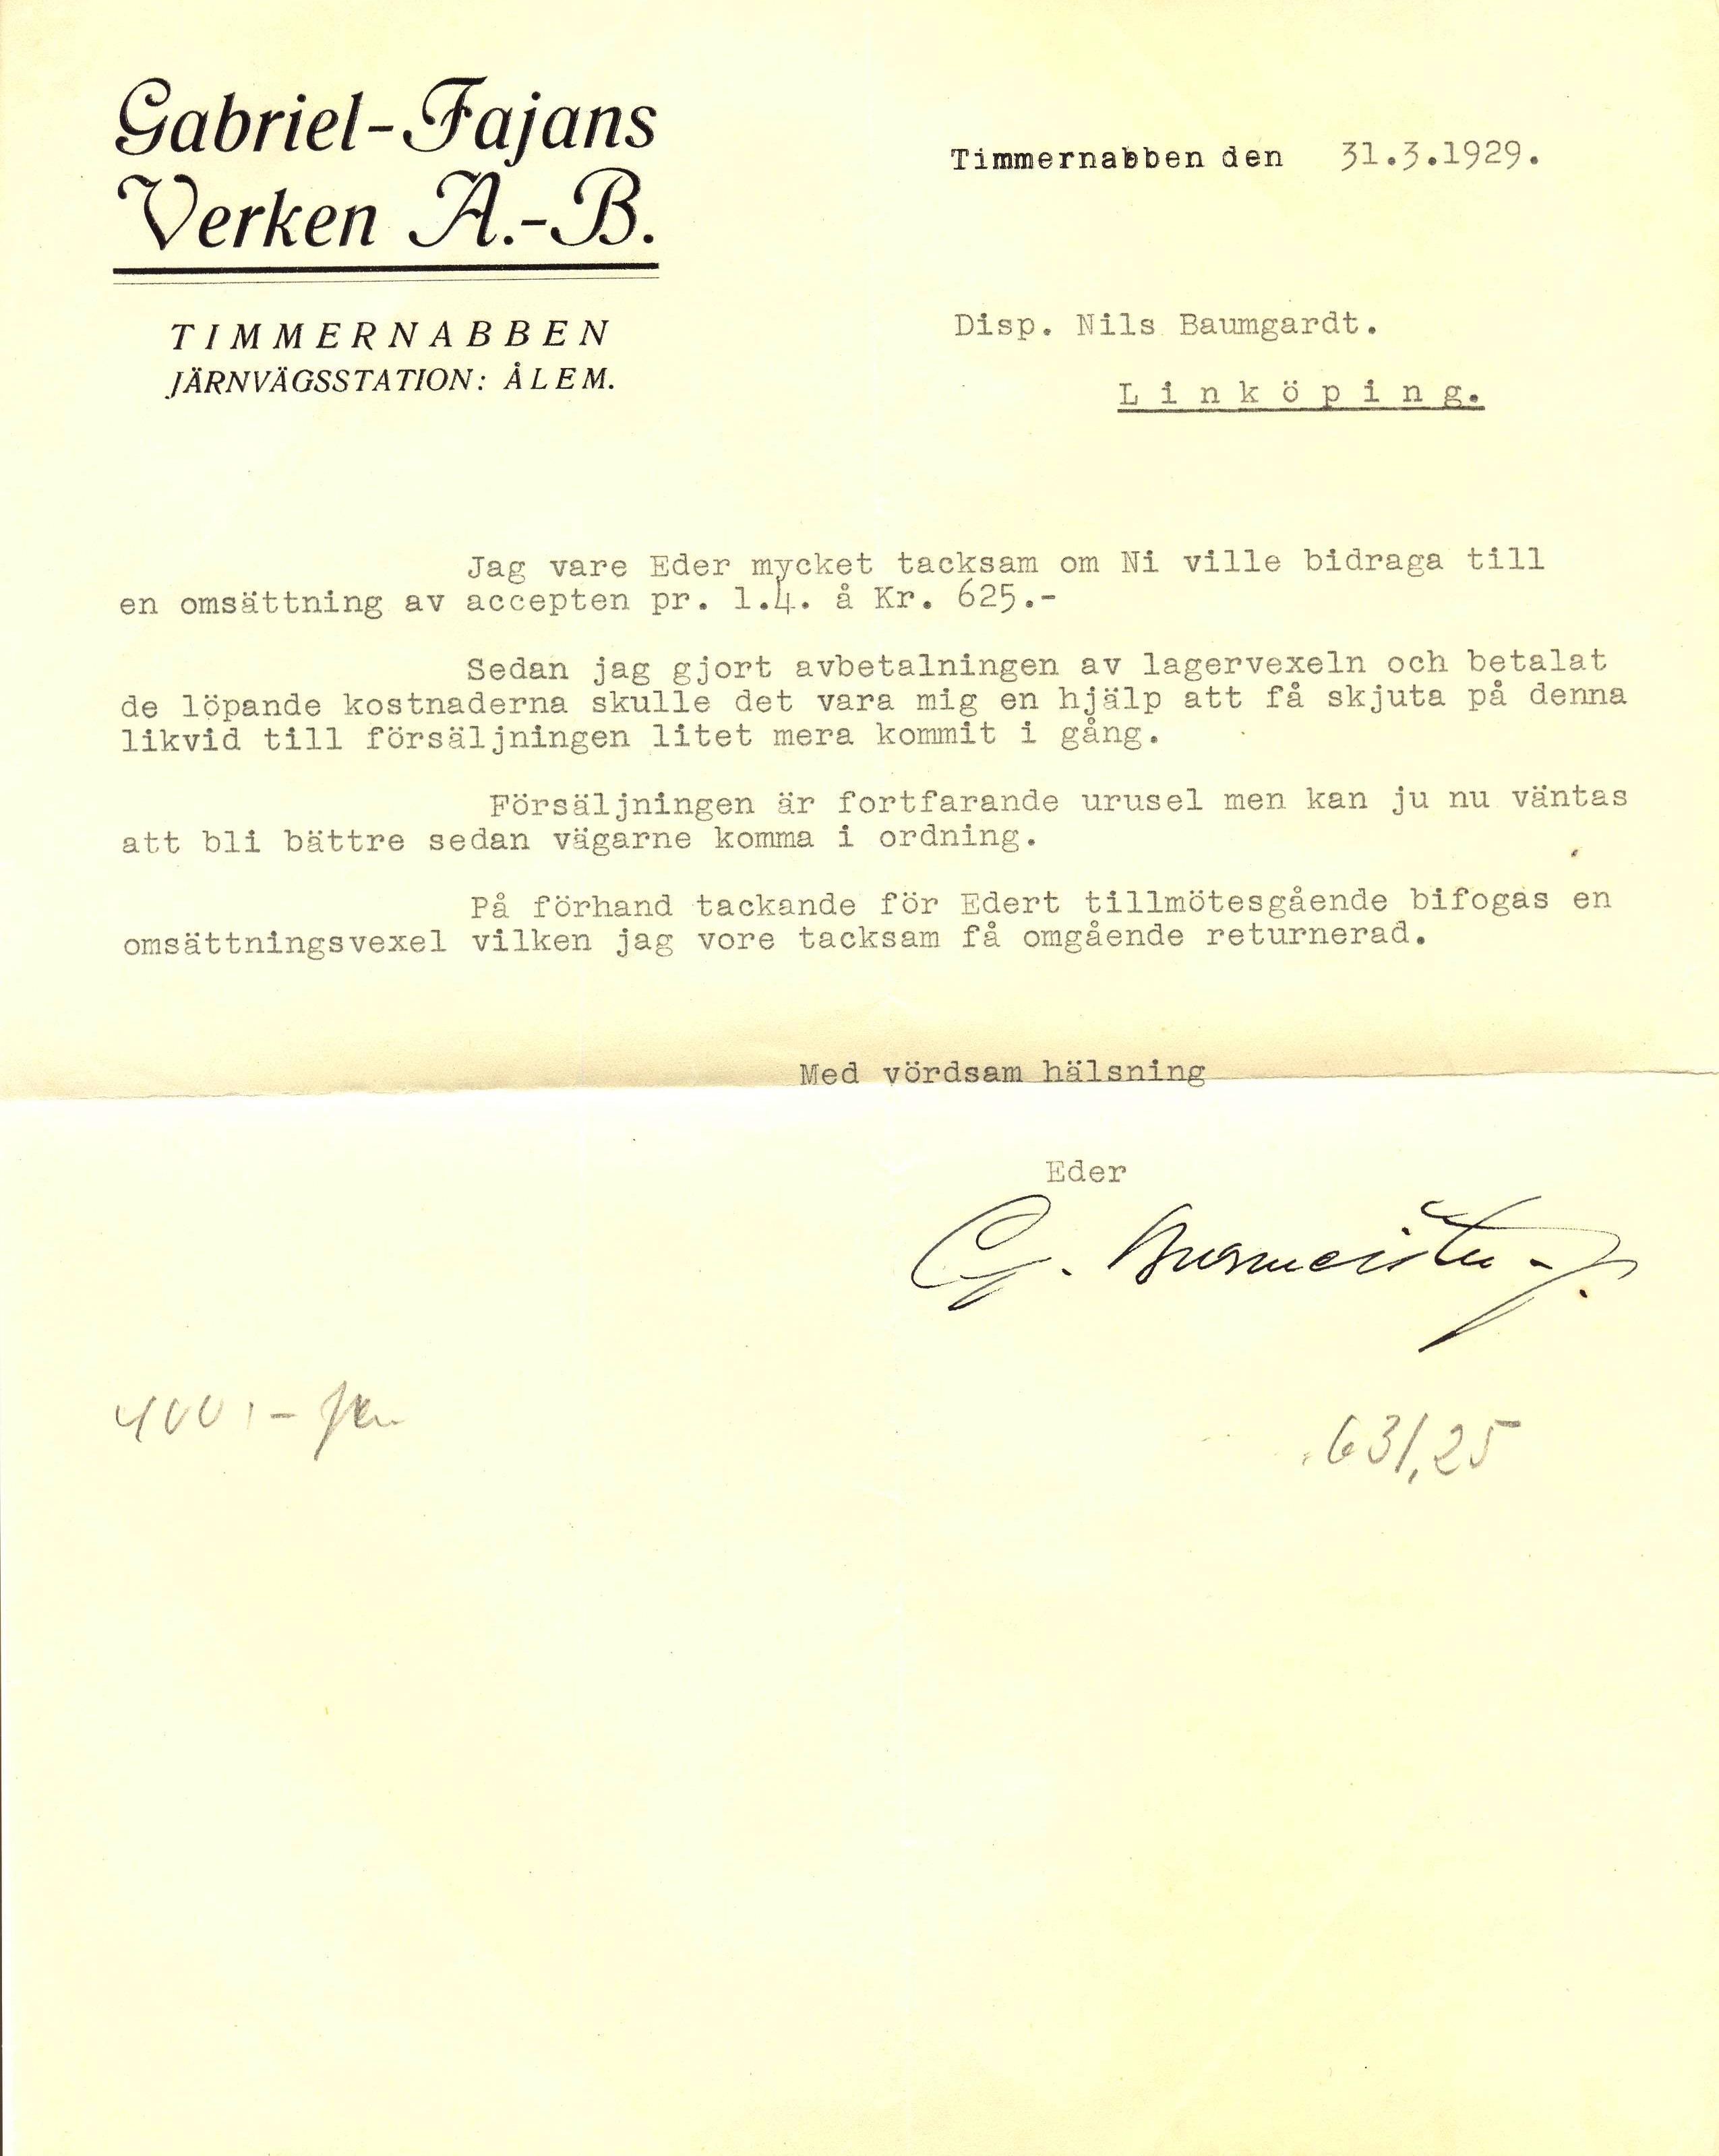 Gabriel-Fajans
Verken A.-B.
TIMMERNABBEN
JÄRNVÄGSSTATION: ÅLEM.
Timmernabben den 31.3.1929.
Disp. Nils Baumgardt.
Linköping.
Jag vare Eder mycket tacksam om Ni ville bidraga till
en omsättning av accepten pr. 1.4. å Kr. 625.-
Sedan jag gjort avbetalningen av lagervexeln och betalat
de löpande kostnaderna skulle det vara mig en hjälp att få skjuta på denna
likvid till försäljningen litet mera kommit i gång.
Försäljningen är fortfarande urusel men kan ju nu väntas
att bli bättre sedan vägarne komma i ordning.
På förhand tackande för Edert tillmötesgående bifogas en
omsättningsvexel vilken jag vore tacksam få omgående returnerad.
Med vördsam hälsning
Eder
631,25